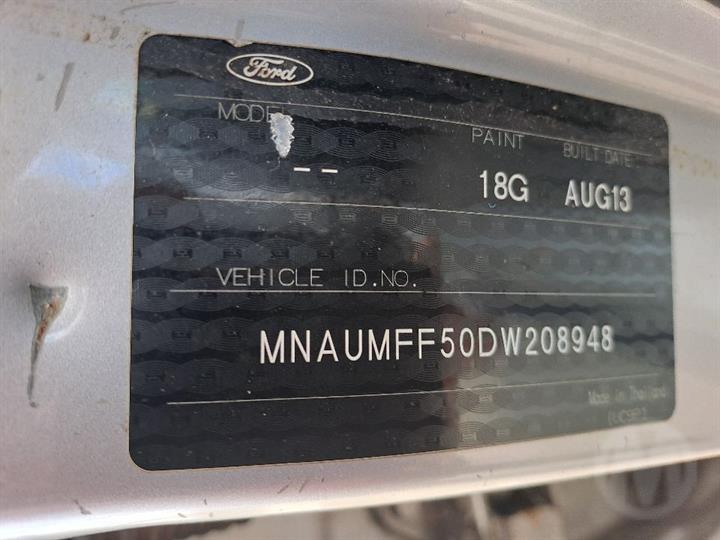 Ford
MODEL
PAINT BUILT DATE
-- 18G AUG13
VEHICLE ID.NO.
MNAUMFF50DW208948
Made in Thailand